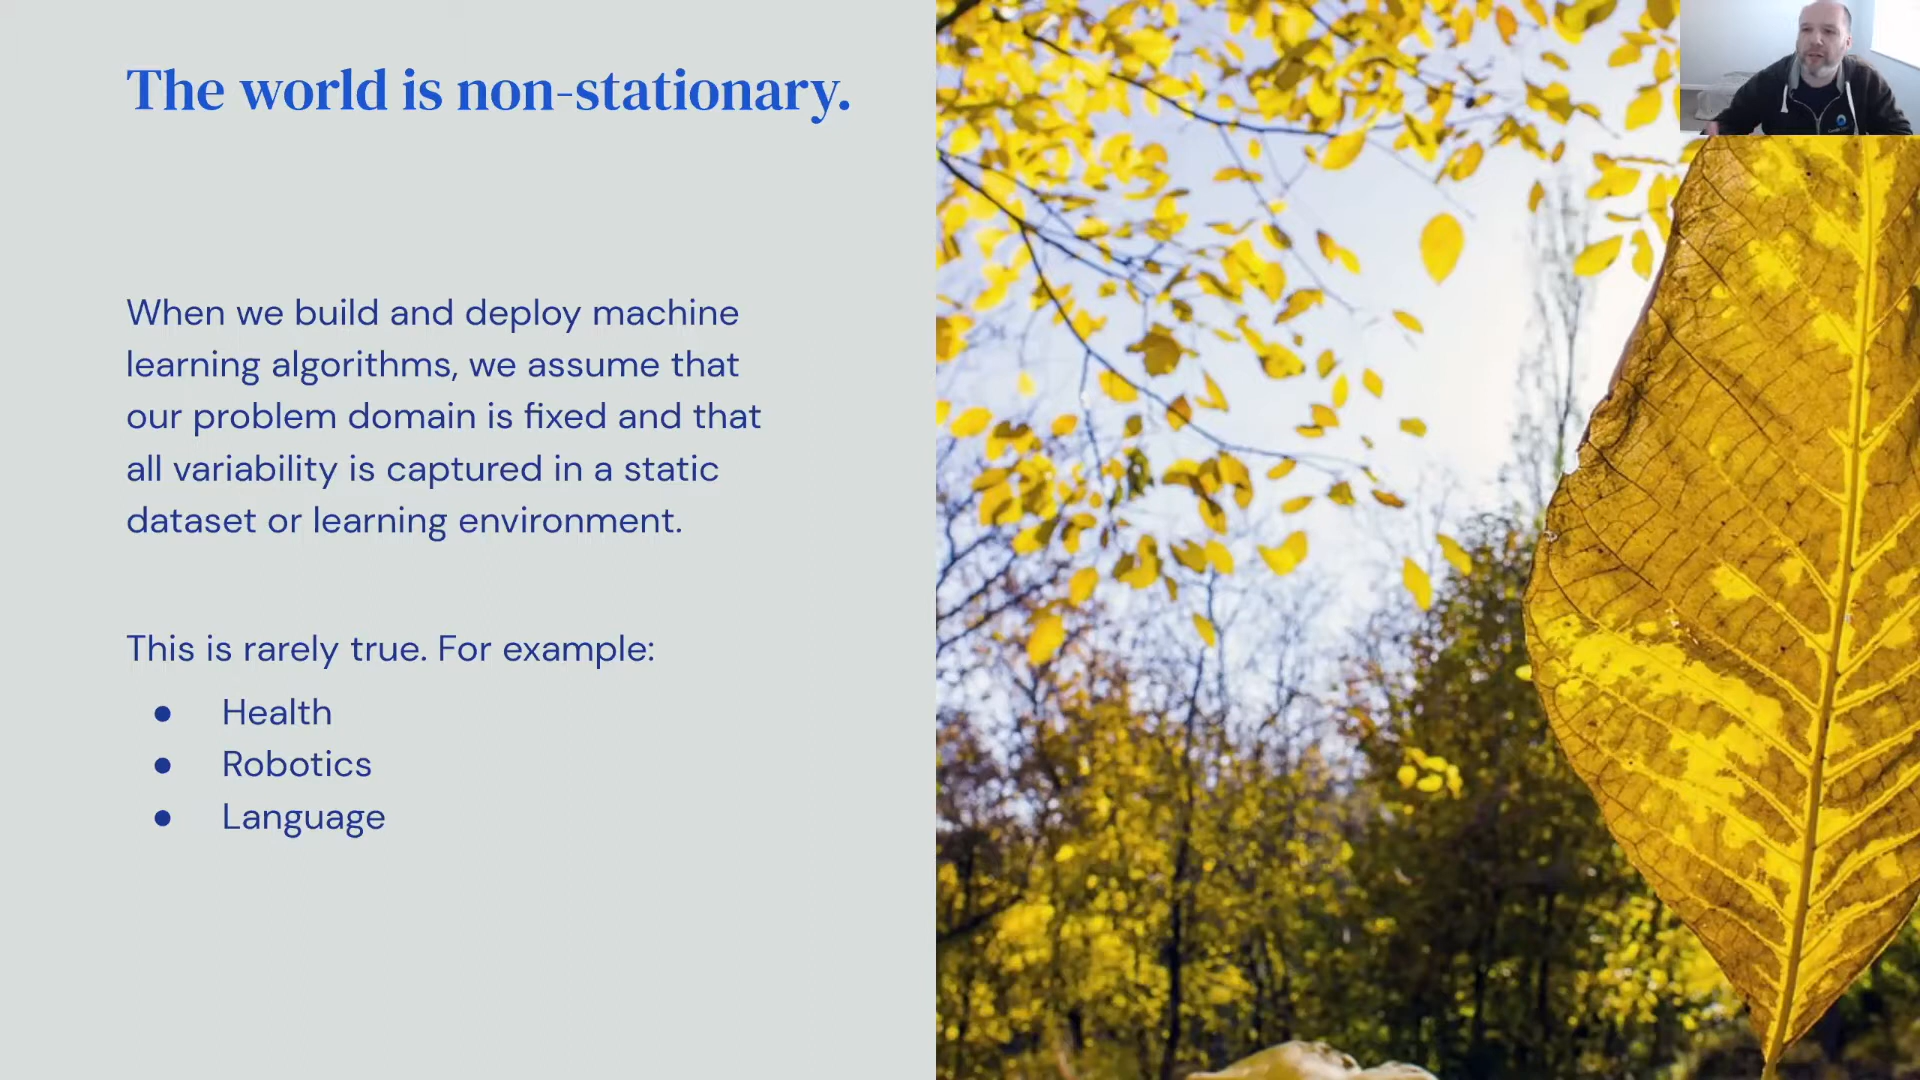 The world is non-stationary.
When we build and deploy machine
learning algorithms, we assume that
our problem domain is fixed and that
all variability is captured in a static
dataset or learning environment.
This is rarely true. For example:
● Health
● Robotics
● Language